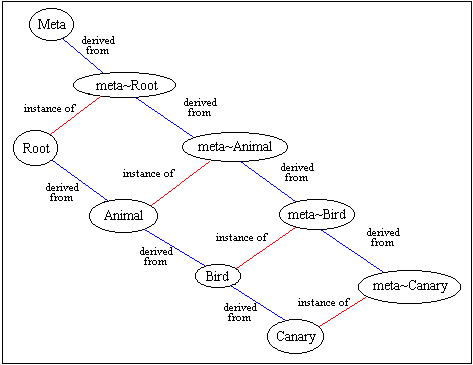 Meta
derived
from
meta~Root
instance of
derived
from
Root
meta~Animal
instance of
derived
from
derived
from
Animal
meta~Bird
instance of
derived
from
derived
from
Bird
meta~Canary
instance of
derived
from
Canary